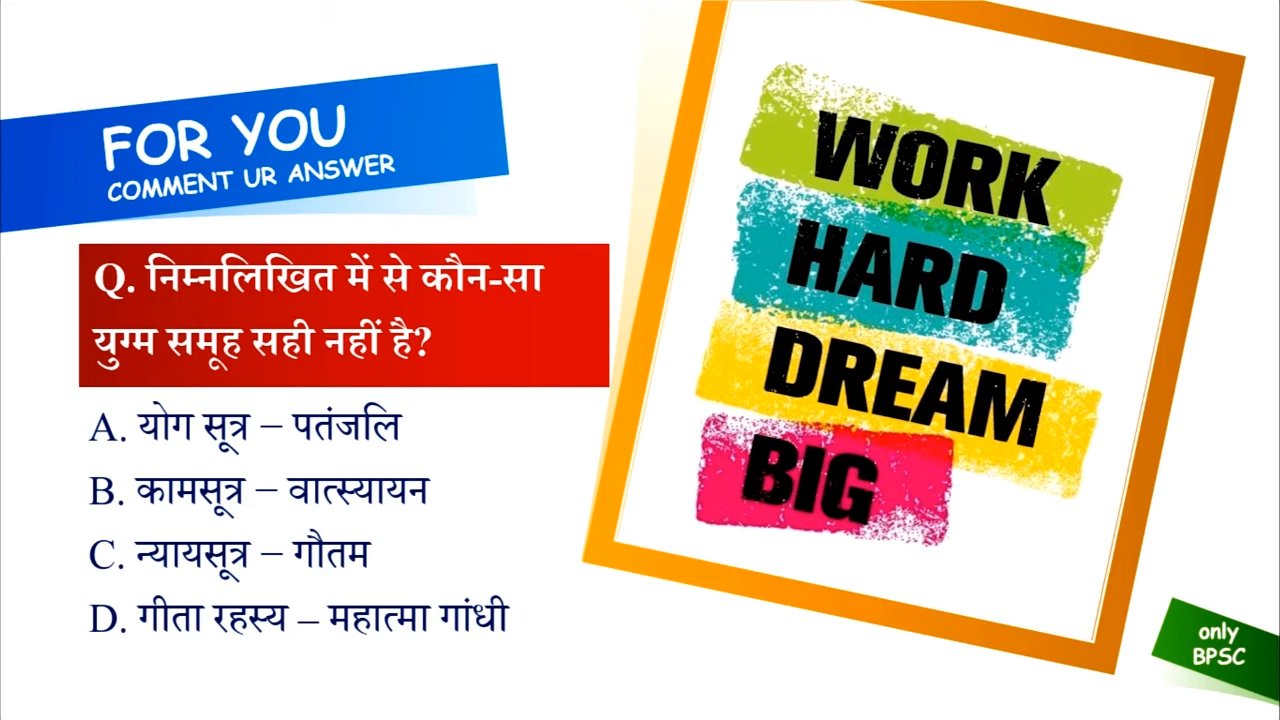 FOR YOU
COMMENT UR ANSWER
Q. निम्नलिखित में से कौन-सा
युग्म समूह सही नहीं है?
A. योग सूत्र – पतंजलि
B. कामसूत्र – वात्स्यायन
C. न्यायसूत्र – गौतम
D. गीता रहस्य – महात्मा गांधी
WORK
HARD
DREAM
BIG
only
BPSC